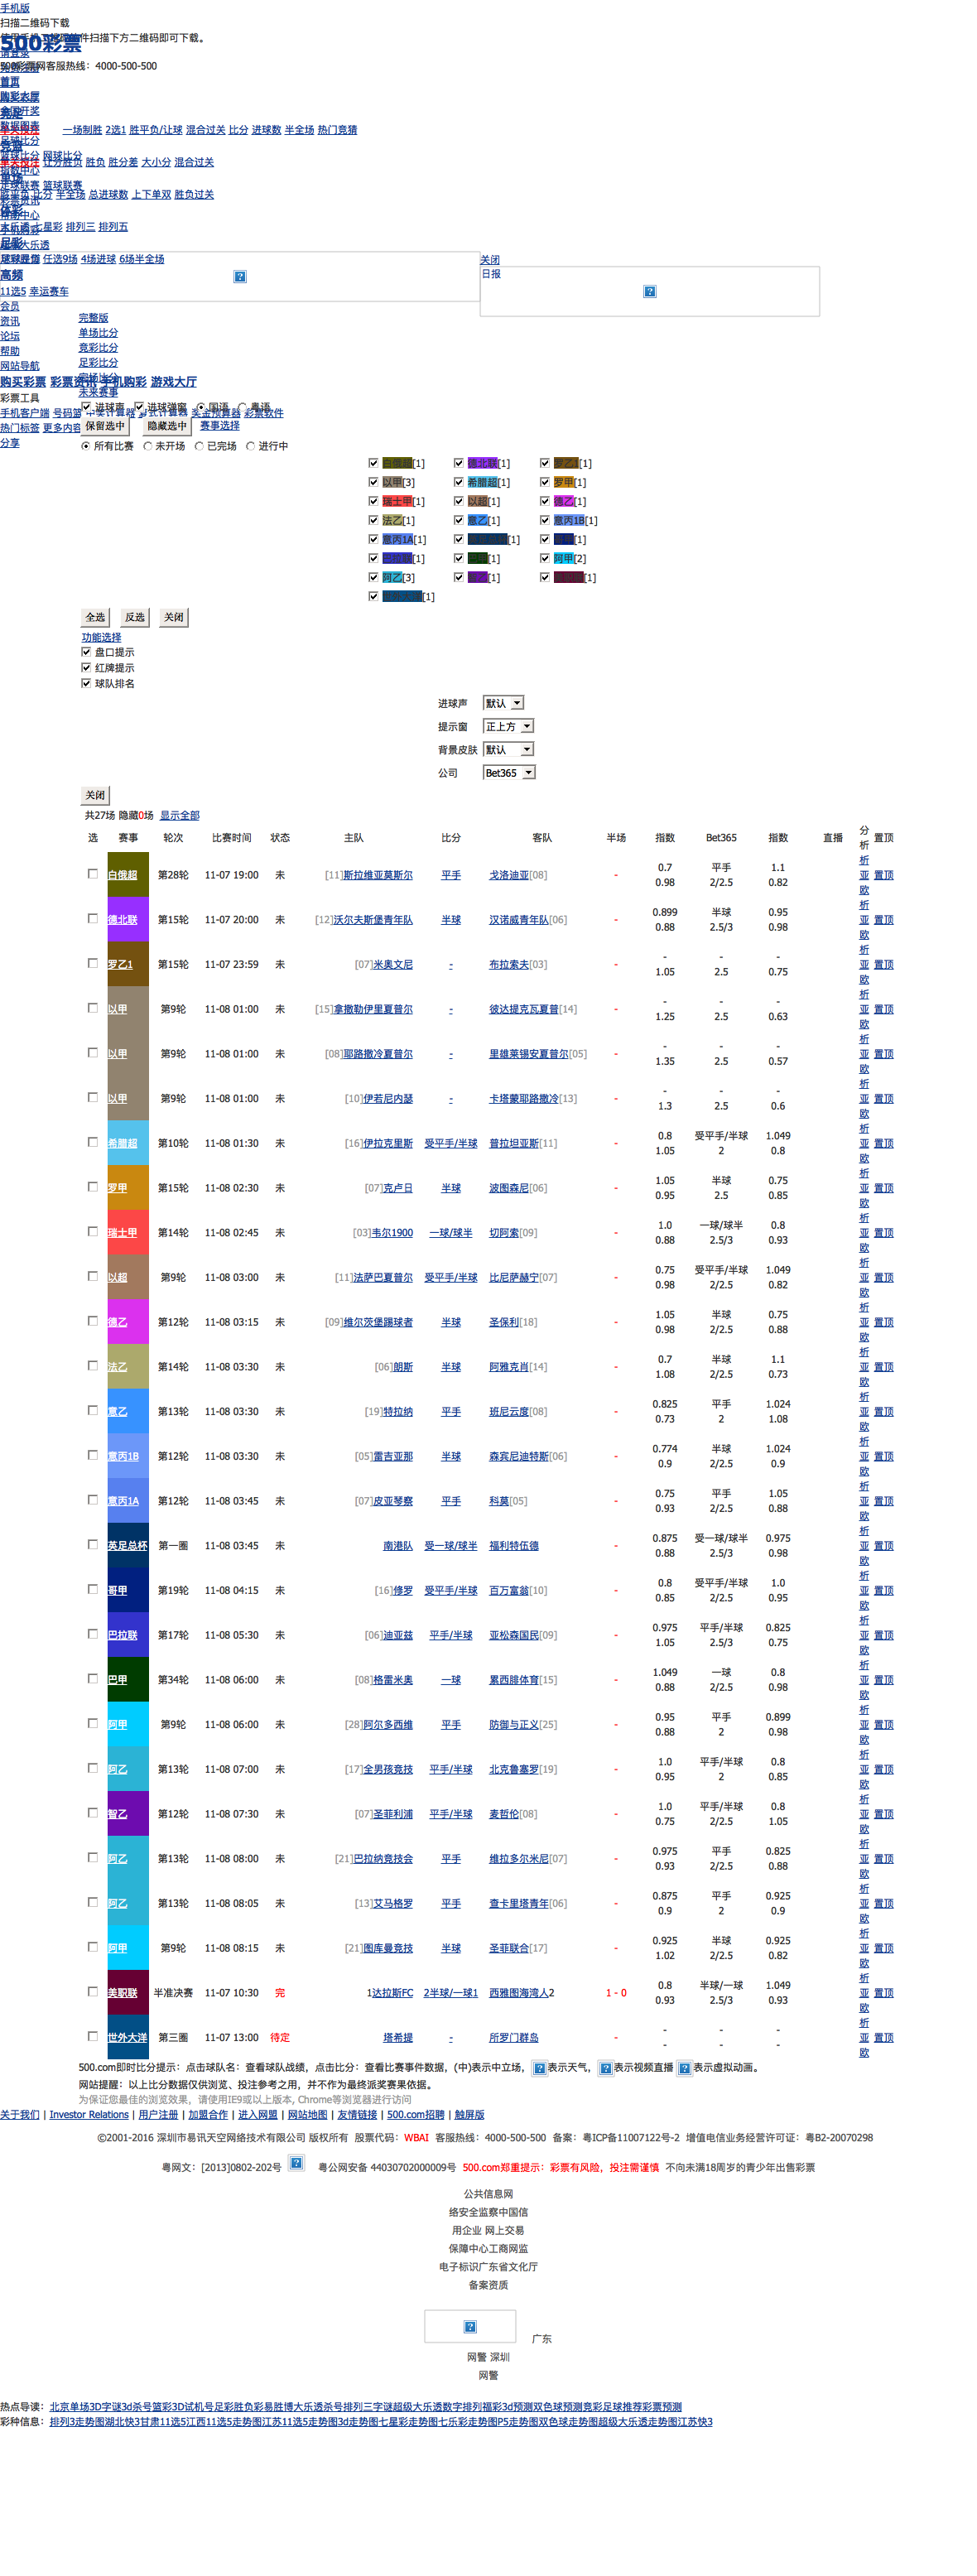 手机版
扫描二维码下载
500彩票
500彩票网客服热线：4000-500-500
一场制胜 2选1 胜平负/让球 混合过关 比分 进球数 半全场 热门竞猜
单关投注 让分胜负 胜负 胜分差 大小分 混合过关
胜平负 比分 半全场 总进球数 上下单双 胜负过关
大乐透 七星彩 排列三 排列五
任选9场 4场进球 6场半全场
关闭
日报
高频
11选5 幸运赛车
会员
资讯
论坛
帮助
网站导航
完整版
单场比分
竞彩比分
足彩比分
未来赛事
购买彩票 彩票资讯 手机购彩 游戏大厅
彩票工具
手机客户端 号码篮
热门标签 更多内容
分享
进球声 进球弹窗 国语 粤语
保留选中 隐藏选中 赛事选择
所有比赛 未开场 已完场 进行中
白俄超[1] 德北联[1] 罗乙1[1]
以甲[3] 希腊超[1] 罗甲[1]
瑞士甲[1] 以超[1] 德乙[1]
法乙[1] 意乙[1] 意丙1B[1]
意丙1A[1] 英足总杯[1] 哥甲[1]
巴拉联[1] 巴甲[1] 阿甲[2]
阿乙[3] 智乙[1] 美职联[1]
世外大洋[1]
全选 反选 关闭
功能选择
盘口提示
红牌提示
球队排名
进球声 默认
提示窗 正上方
背景皮肤 默认
公司 Bet365
关闭
共27场 隐藏0场 显示全部
选 赛事 轮次 比赛时间 状态 主队 比分 客队 半场 指数 Bet365 指数 直播 分析 置顶
白俄超 第28轮 11-07 19:00 未 [11]斯拉维亚莫斯尔 平手 戈洛迪亚[08] - 0.7 平手 1.1 0.98 2/2.5 0.82 析 亚 欧 置顶
德北联 第15轮 11-07 20:00 未 [12]沃尔夫斯堡青年队 半球 汉诺威青年队[06] - 0.899 半球 0.95 0.88 2.5/3 0.98 析 亚 欧 置顶
罗乙1 第15轮 11-07 23:59 未 [07]米奥文尼 - 布拉索夫[03] - - - - 1.05 2.5 0.75 析 亚 欧 置顶
以甲 第9轮 11-08 01:00 未 [15]拿撒勒伊里夏普尔 - 彼达提克瓦夏普[14] - - - - 1.25 2.5 0.63 析 亚 欧 置顶
以甲 第9轮 11-08 01:00 未 [08]耶路撒冷夏普尔 - 里雄莱锡安夏普尔[05] - - - - 1.35 2.5 0.57 析 亚 欧 置顶
以甲 第9轮 11-08 01:00 未 [10]伊若尼内瑟 - 卡塔蒙耶路撒冷[13] - - - - 1.3 2.5 0.6 析 亚 欧 置顶
希腊超 第10轮 11-08 01:30 未 [16]伊拉克里斯 受平手/半球 普拉坦亚斯[11] - 0.8 受平手/半球 1.049 1.05 2 0.8 析 亚 欧 置顶
罗甲 第15轮 11-08 02:30 未 [07]克卢日 半球 波图森尼[06] - 1.05 半球 0.75 0.95 2.5 0.85 析 亚 欧 置顶
瑞士甲 第14轮 11-08 02:45 未 [03]韦尔1900 一球/球半 切阿索[09] - 1.0 一球/球半 0.8 0.88 2.5/3 0.93 析 亚 欧 置顶
以超 第9轮 11-08 03:00 未 [11]法萨巴夏普尔 受平手/半球 比尼萨赫宁[07] - 0.75 受平手/半球 1.049 0.98 2/2.5 0.82 析 亚 欧 置顶
德乙 第12轮 11-08 03:15 未 [09]维尔茨堡踢球者 半球 圣保利[18] - 1.05 半球 0.75 0.98 2/2.5 0.88 析 亚 欧 置顶
法乙 第14轮 11-08 03:30 未 [06]朗斯 半球 阿雅克肖[14] - 0.7 半球 1.1 1.08 2/2.5 0.73 析 亚 欧 置顶
意乙 第13轮 11-08 03:30 未 [19]特拉纳 平手 班尼云度[08] - 0.825 平手 1.024 0.73 2 1.08 析 亚 欧 置顶
意丙1B 第12轮 11-08 03:30 未 [05]雷吉亚那 半球 森宾尼迪特斯[06] - 0.774 半球 1.024 0.9 2/2.5 0.9 析 亚 欧 置顶
意丙1A 第12轮 11-08 03:45 未 [07]皮亚琴察 平手 科莫[05] - 0.75 平手 1.05 0.93 2/2.5 0.88 析 亚 欧 置顶
英足总杯 第一圈 11-08 03:45 未 南港队 受一球/球半 福利特伍德 - 0.875 受一球/球半 0.975 0.88 2.5/3 0.98 析 亚 欧 置顶
哥甲 第19轮 11-08 04:15 未 [16]修罗 受平手/半球 百万富翁[10] - 0.8 受平手/半球 1.0 0.85 2/2.5 0.95 析 亚 欧 置顶
巴拉联 第17轮 11-08 05:30 未 [06]迪亚兹 平手/半球 亚松森国民[09] - 0.975 平手/半球 0.825 1.05 2.5/3 0.75 析 亚 欧 置顶
巴甲 第34轮 11-08 06:00 未 [08]格雷米奥 一球 累西腓体育[15] - 1.049 一球 0.8 0.88 2/2.5 0.98 析 亚 欧 置顶
阿甲 第9轮 11-08 06:00 未 [28]阿尔多西维 平手 防御与正义[25] - 0.95 平手 0.899 0.88 2 0.98 析 亚 欧 置顶
阿乙 第13轮 11-08 07:00 未 [17]全男孩竞技 平手/半球 北克鲁塞罗[19] - 1.0 平手/半球 0.8 0.95 2 0.85 析 亚 欧 置顶
智乙 第12轮 11-08 07:30 未 [07]圣菲利浦 平手/半球 麦哲伦[08] - 1.0 平手/半球 0.8 0.75 2/2.5 1.05 析 亚 欧 置顶
阿乙 第13轮 11-08 08:00 未 [21]巴拉纳竞技会 平手 维拉多尔米尼[07] - 0.975 平手 0.825 0.93 2/2.5 0.88 析 亚 欧 置顶
阿乙 第13轮 11-08 08:05 未 [13]艾马格罗 平手 查卡里塔青年[06] - 0.875 平手 0.925 0.9 2 0.9 析 亚 欧 置顶
阿甲 第9轮 11-08 08:15 未 [21]图库曼竞技 半球 圣菲联合[17] - 0.925 半球 0.925 1.02 2/2.5 0.82 析 亚 欧 置顶
美职联 半准决赛 11-07 10:30 完 1达拉斯FC 2半球/一球1 西雅图海湾人2 1 - 0 0.8 半球/一球 1.049 0.93 2.5/3 0.93 析 亚 欧 置顶
世外大洋 第三圈 11-07 13:00 待定 塔希提 - 所罗门群岛 - - - - - - - 析 亚 欧 置顶
500.com即时比分提示：点击球队名：查看球队战绩，点击比分：查看比赛事件数据，(中)表示中立场， 表示天气， 表示视频直播 表示虚拟动画。
网站提醒：以上比分数据仅供浏览、投注参考之用，并不作为最终派奖赛果依据。
为保证您最佳的浏览效果，请使用IE9或以上版本, Chrome等浏览器进行访问
关于我们 | Investor Relations | 用户注册 | 加盟合作 | 进入网盟 | 网站地图 | 友情链接 | 500.com招聘 | 触屏版
©2001-2016 深圳市易讯天空网络技术有限公司 版权所有 股票代码：WBAI 客服热线：4000-500-500 备案：粤ICP备11007122号-2 增值电信业务经营许可证：粤B2-20070298
粤网文：[2013]0802-202号 粤公网安备 44030702000009号 500.com郑重提示：彩票有风险，投注需谨慎 不向未满18周岁的青少年出售彩票
公共信息网
络安全监察中国信
用企业 网上交易
保障中心工商网监
电子标识广东省文化厅
备案资质
广东
网警 深圳
网警
热点导读：北京单场3D字谜3d杀号篮彩3D试机号足彩胜负彩易胜博大乐透杀号排列三字谜超级大乐透数字排列福彩3d预测双色球预测竞彩足球推荐彩票预测
彩种信息：排列3走势图湖北快3甘肃11选5江西11选5走势图江苏11选5走势图3d走势图七星彩走势图七乐彩走势图P5走势图双色球走势图超级大乐透走势图江苏快3